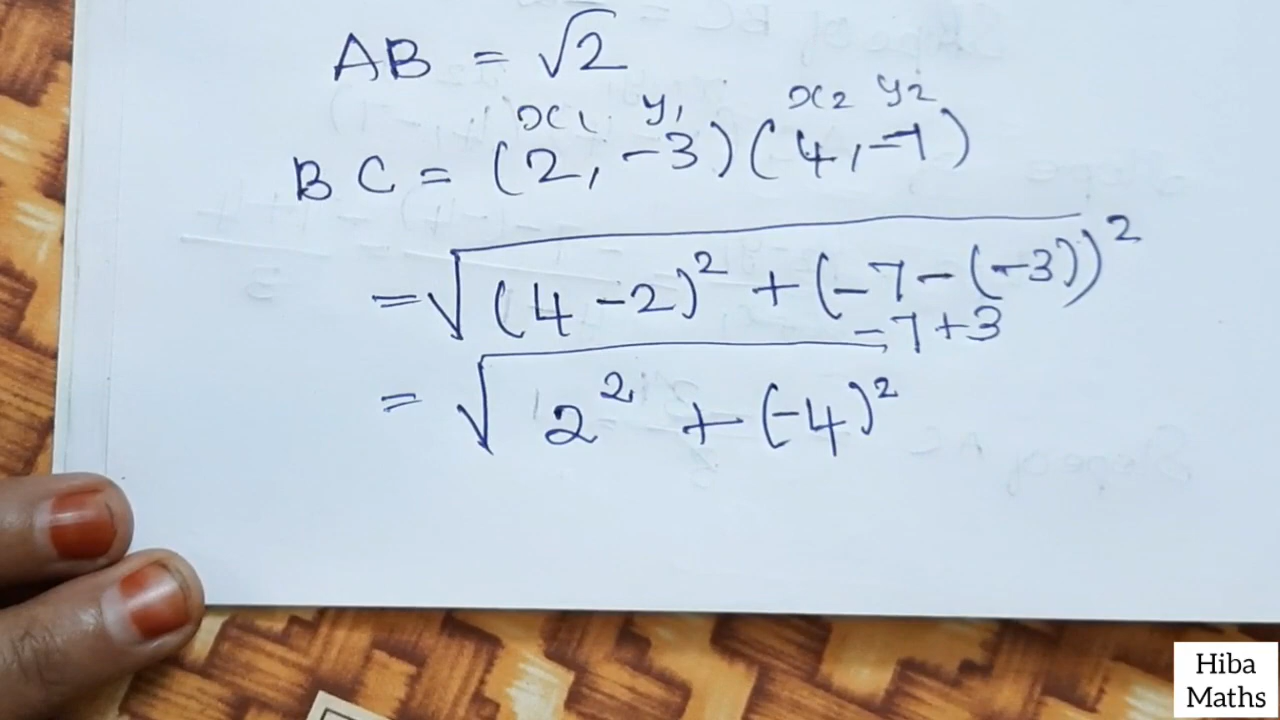 AB = √2
x₁ y₁ x₂ y₂
BC = (2, -3) (4, -7)
= √(4-2)² + (-7-(-3))²
-7+3
= √2² + (-4)²
Hiba
Maths